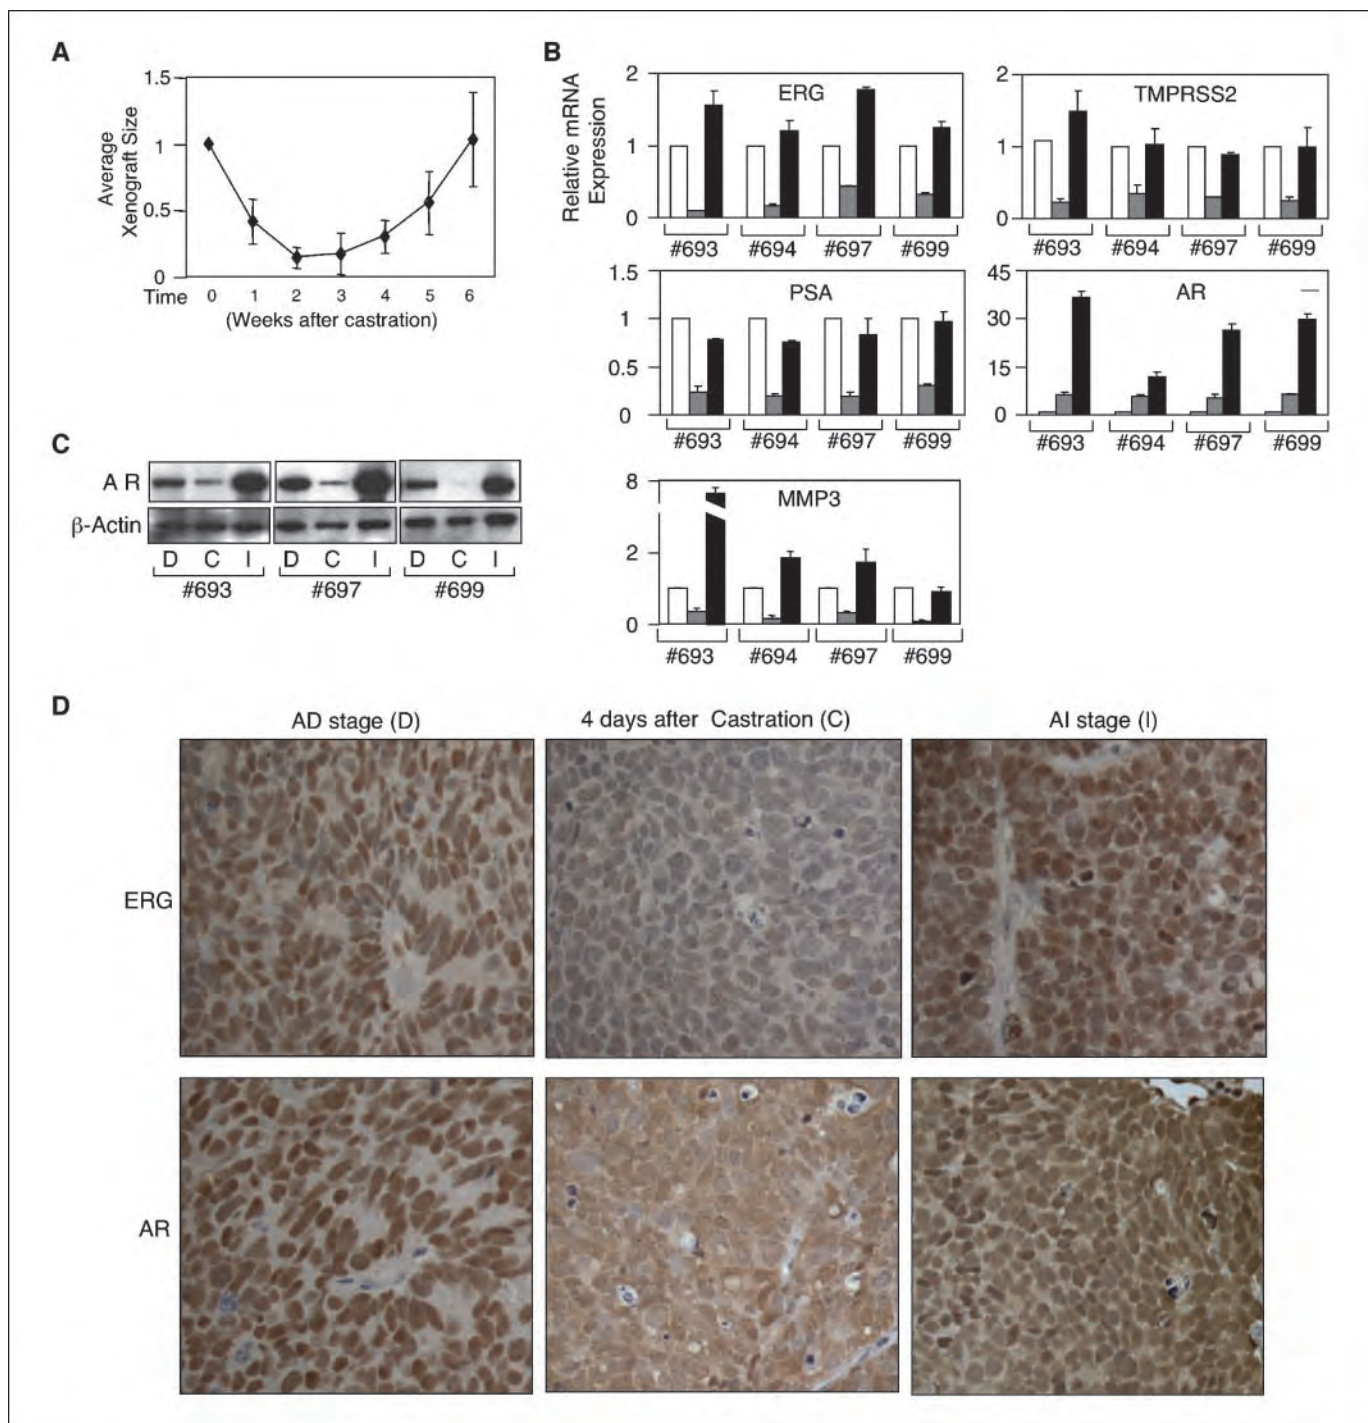 A
Average
Xenograft Size
1.5
1
0.5
0
Time 0 1 2 3 4 5 6
(Weeks after castration)
B
Relative mRNA
Expression
ERG
2
1
0
#693 #694 #697 #699
TMPRSS2
2
1
0
#693 #694 #697 #699
PSA
1.5
1
0.5
0
#693 #694 #697 #699
AR
45
30
15
0
#693 #694 #697 #699
MMP3
8
2
0
#693 #694 #697 #699
C
A R
β-Actin
D C I D C I D C I
#693 #697 #699
D
AD stage (D) 4 days after Castration (C) AI stage (I)
ERG
AR